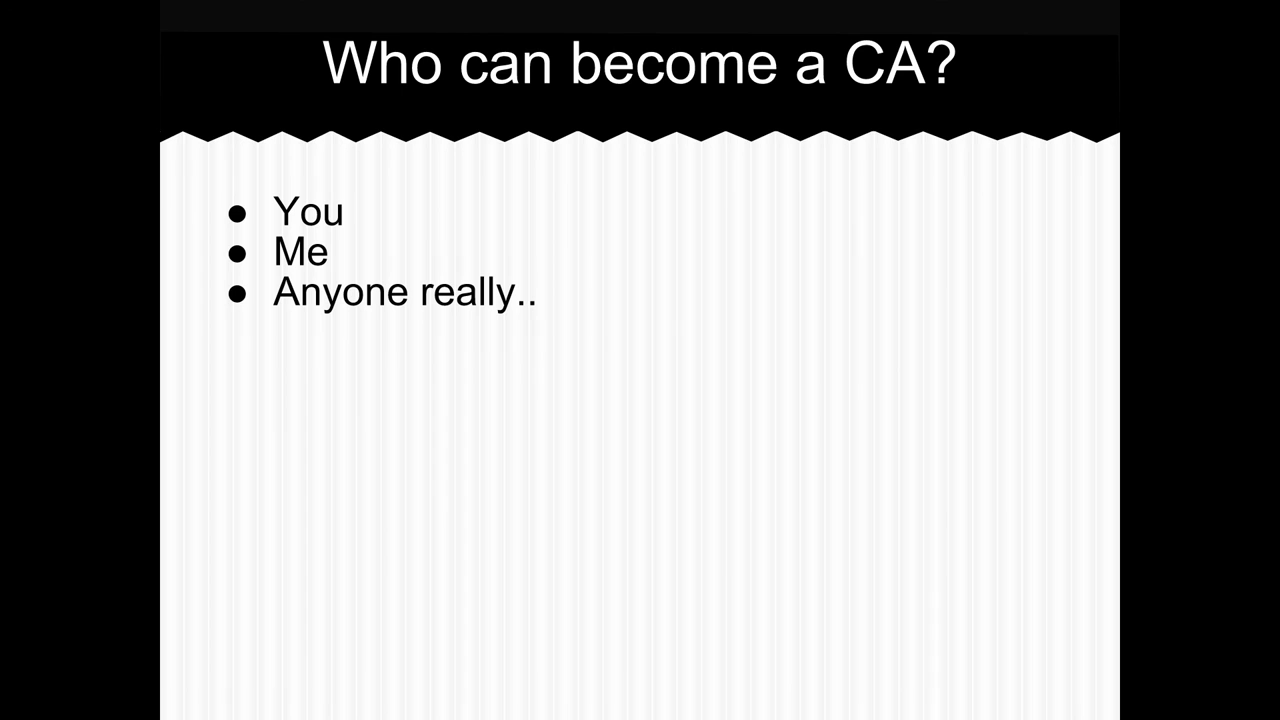 Who can become a CA?
● You
● Me
● Anyone really..